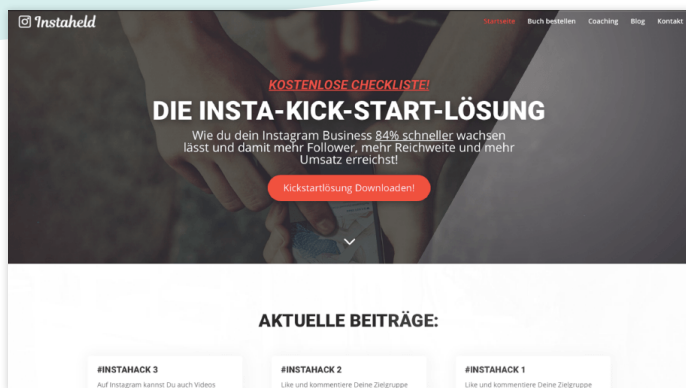 Instaheld
Startseite Buch bestellen Coaching Blog Kontakt
KOSTENLOSE CHECKLISTE!
DIE INSTA-KICK-START-LÖSUNG
Wie du dein Instagram Business 84% schneller wachsen
lässt und damit mehr Follower, mehr Reichweite und mehr
Umsatz erreichst!
Kickstartlösung Downloaden!
AKTUELLE BEITRÄGE:
#INSTAHACK 3
Auf Instagram kannst Du auch Videos
#INSTAHACK 2
Like und kommentiere Deine Zielgruppe
#INSTAHACK 1
Like und kommentiere Deine Zielgruppe